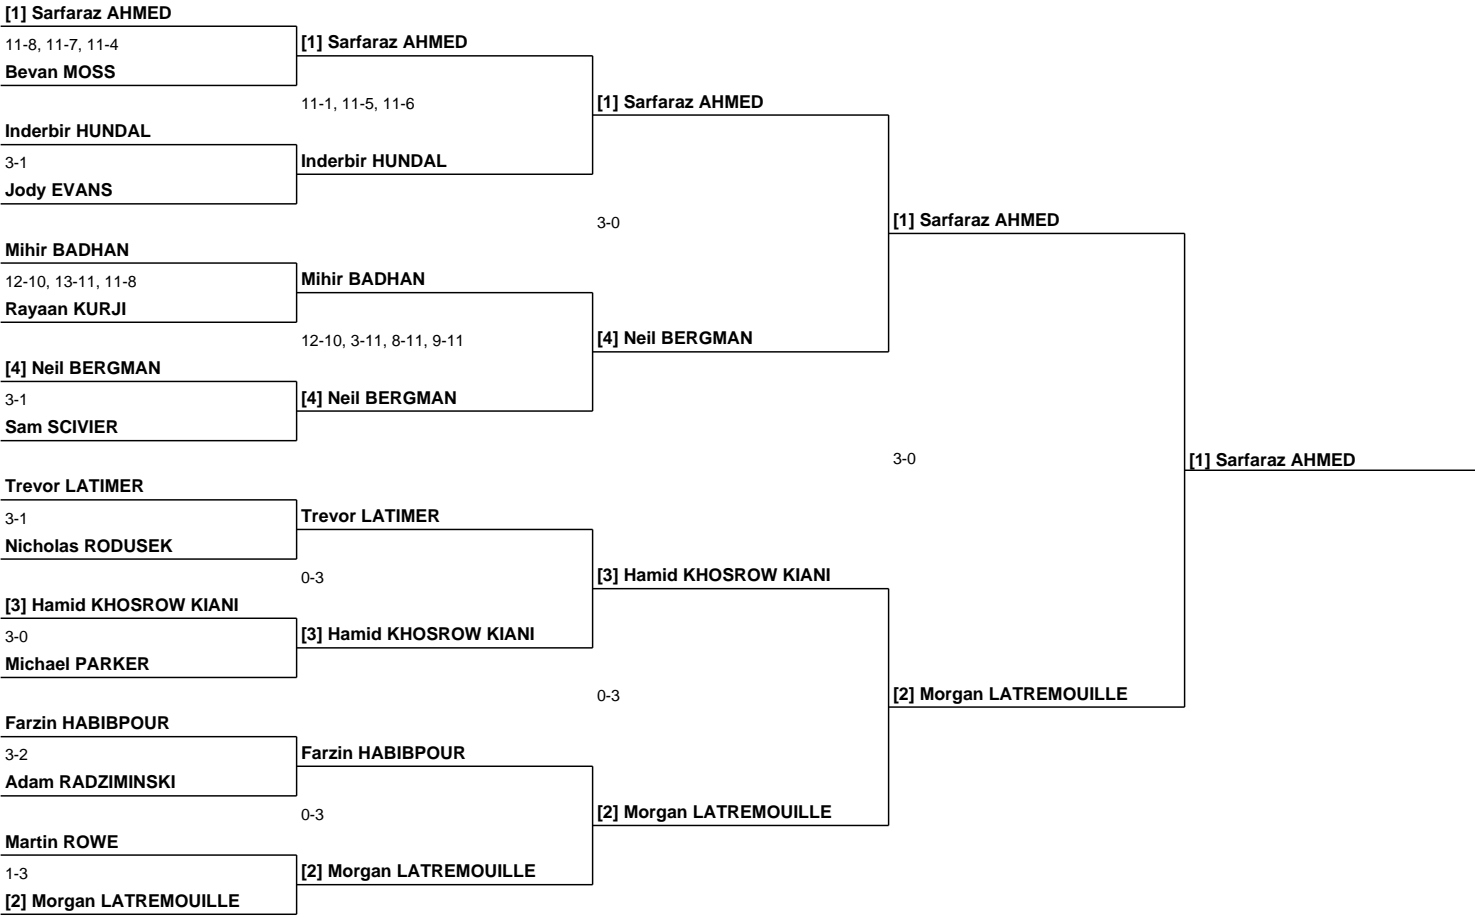 [1] Sarfaraz AHMED
11-8, 11-7, 11-4
Bevan MOSS
Inderbir HUNDAL
3-1
Jody EVANS
Mihir BADHAN
12-10, 13-11, 11-8
Rayaan KURJI
[4] Neil BERGMAN
3-1
Sam SCIVIER
Trevor LATIMER
3-1
Nicholas RODUSEK
[3] Hamid KHOSROW KIANI
3-0
Michael PARKER
Farzin HABIBPOUR
3-2
Adam RADZIMINSKI
Martin ROWE
1-3
[2] Morgan LATREMOUILLE
[1] Sarfaraz AHMED
11-1, 11-5, 11-6
Inderbir HUNDAL
Mihir BADHAN
12-10, 3-11, 8-11, 9-11
[4] Neil BERGMAN
Trevor LATIMER
0-3
[3] Hamid KHOSROW KIANI
Farzin HABIBPOUR
0-3
[2] Morgan LATREMOUILLE
[1] Sarfaraz AHMED
3-0
[4] Neil BERGMAN
[3] Hamid KHOSROW KIANI
0-3
[2] Morgan LATREMOUILLE
[1] Sarfaraz AHMED
3-0
[2] Morgan LATREMOUILLE
[1] Sarfaraz AHMED